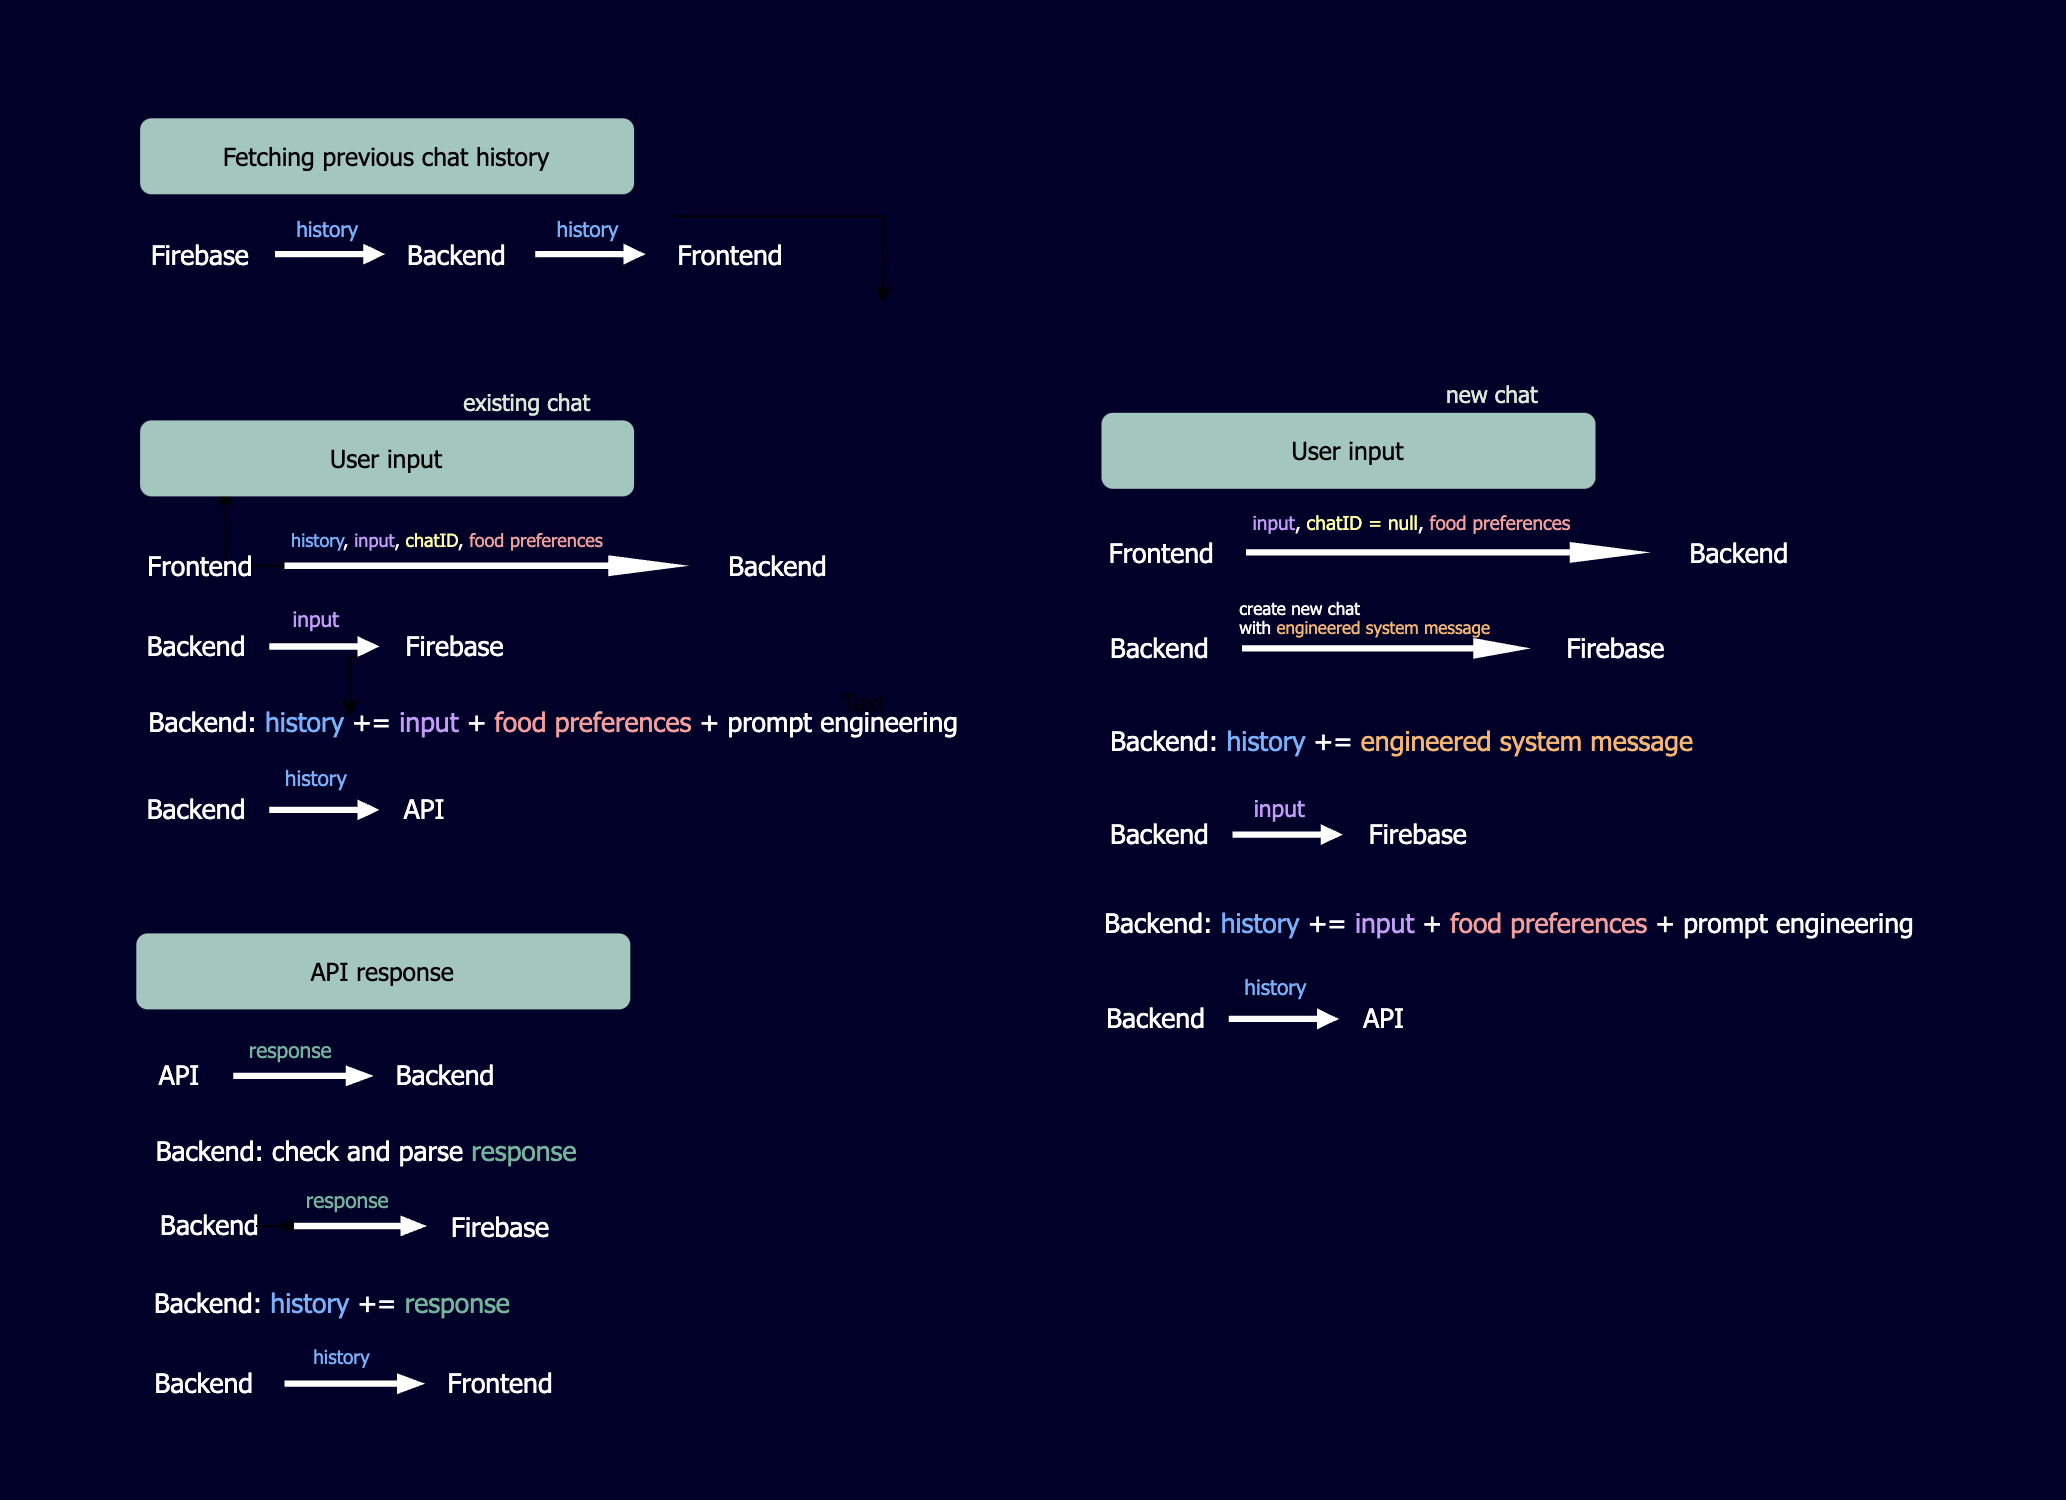 Fetching previous chat history
history
history
Firebase
Backend
Frontend
existing chat
User input
history, input, chatID, food preferences
Frontend
Backend
input
Backend
Firebase
Text
Backend: history += input + food preferences + prompt engineering
history
Backend
API
API response
response
API
Backend
Backend: check and parse response
response
Backend
Firebase
Backend: history += response
history
Backend
Frontend
new chat
User input
input, chatID = null, food preferences
Frontend
Backend
create new chat
with engineered system message
Backend
Firebase
Backend: history += engineered system message
input
Backend
Firebase
Backend: history += input + food preferences + prompt engineering
history
Backend
API